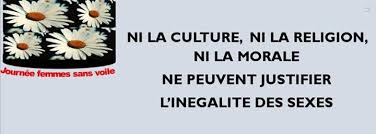 Journée femmes sans voile
NI LA CULTURE, NI LA RELIGION,
NI LA MORALE
NE PEUVENT JUSTIFIER
L'INEGALITE DES SEXES